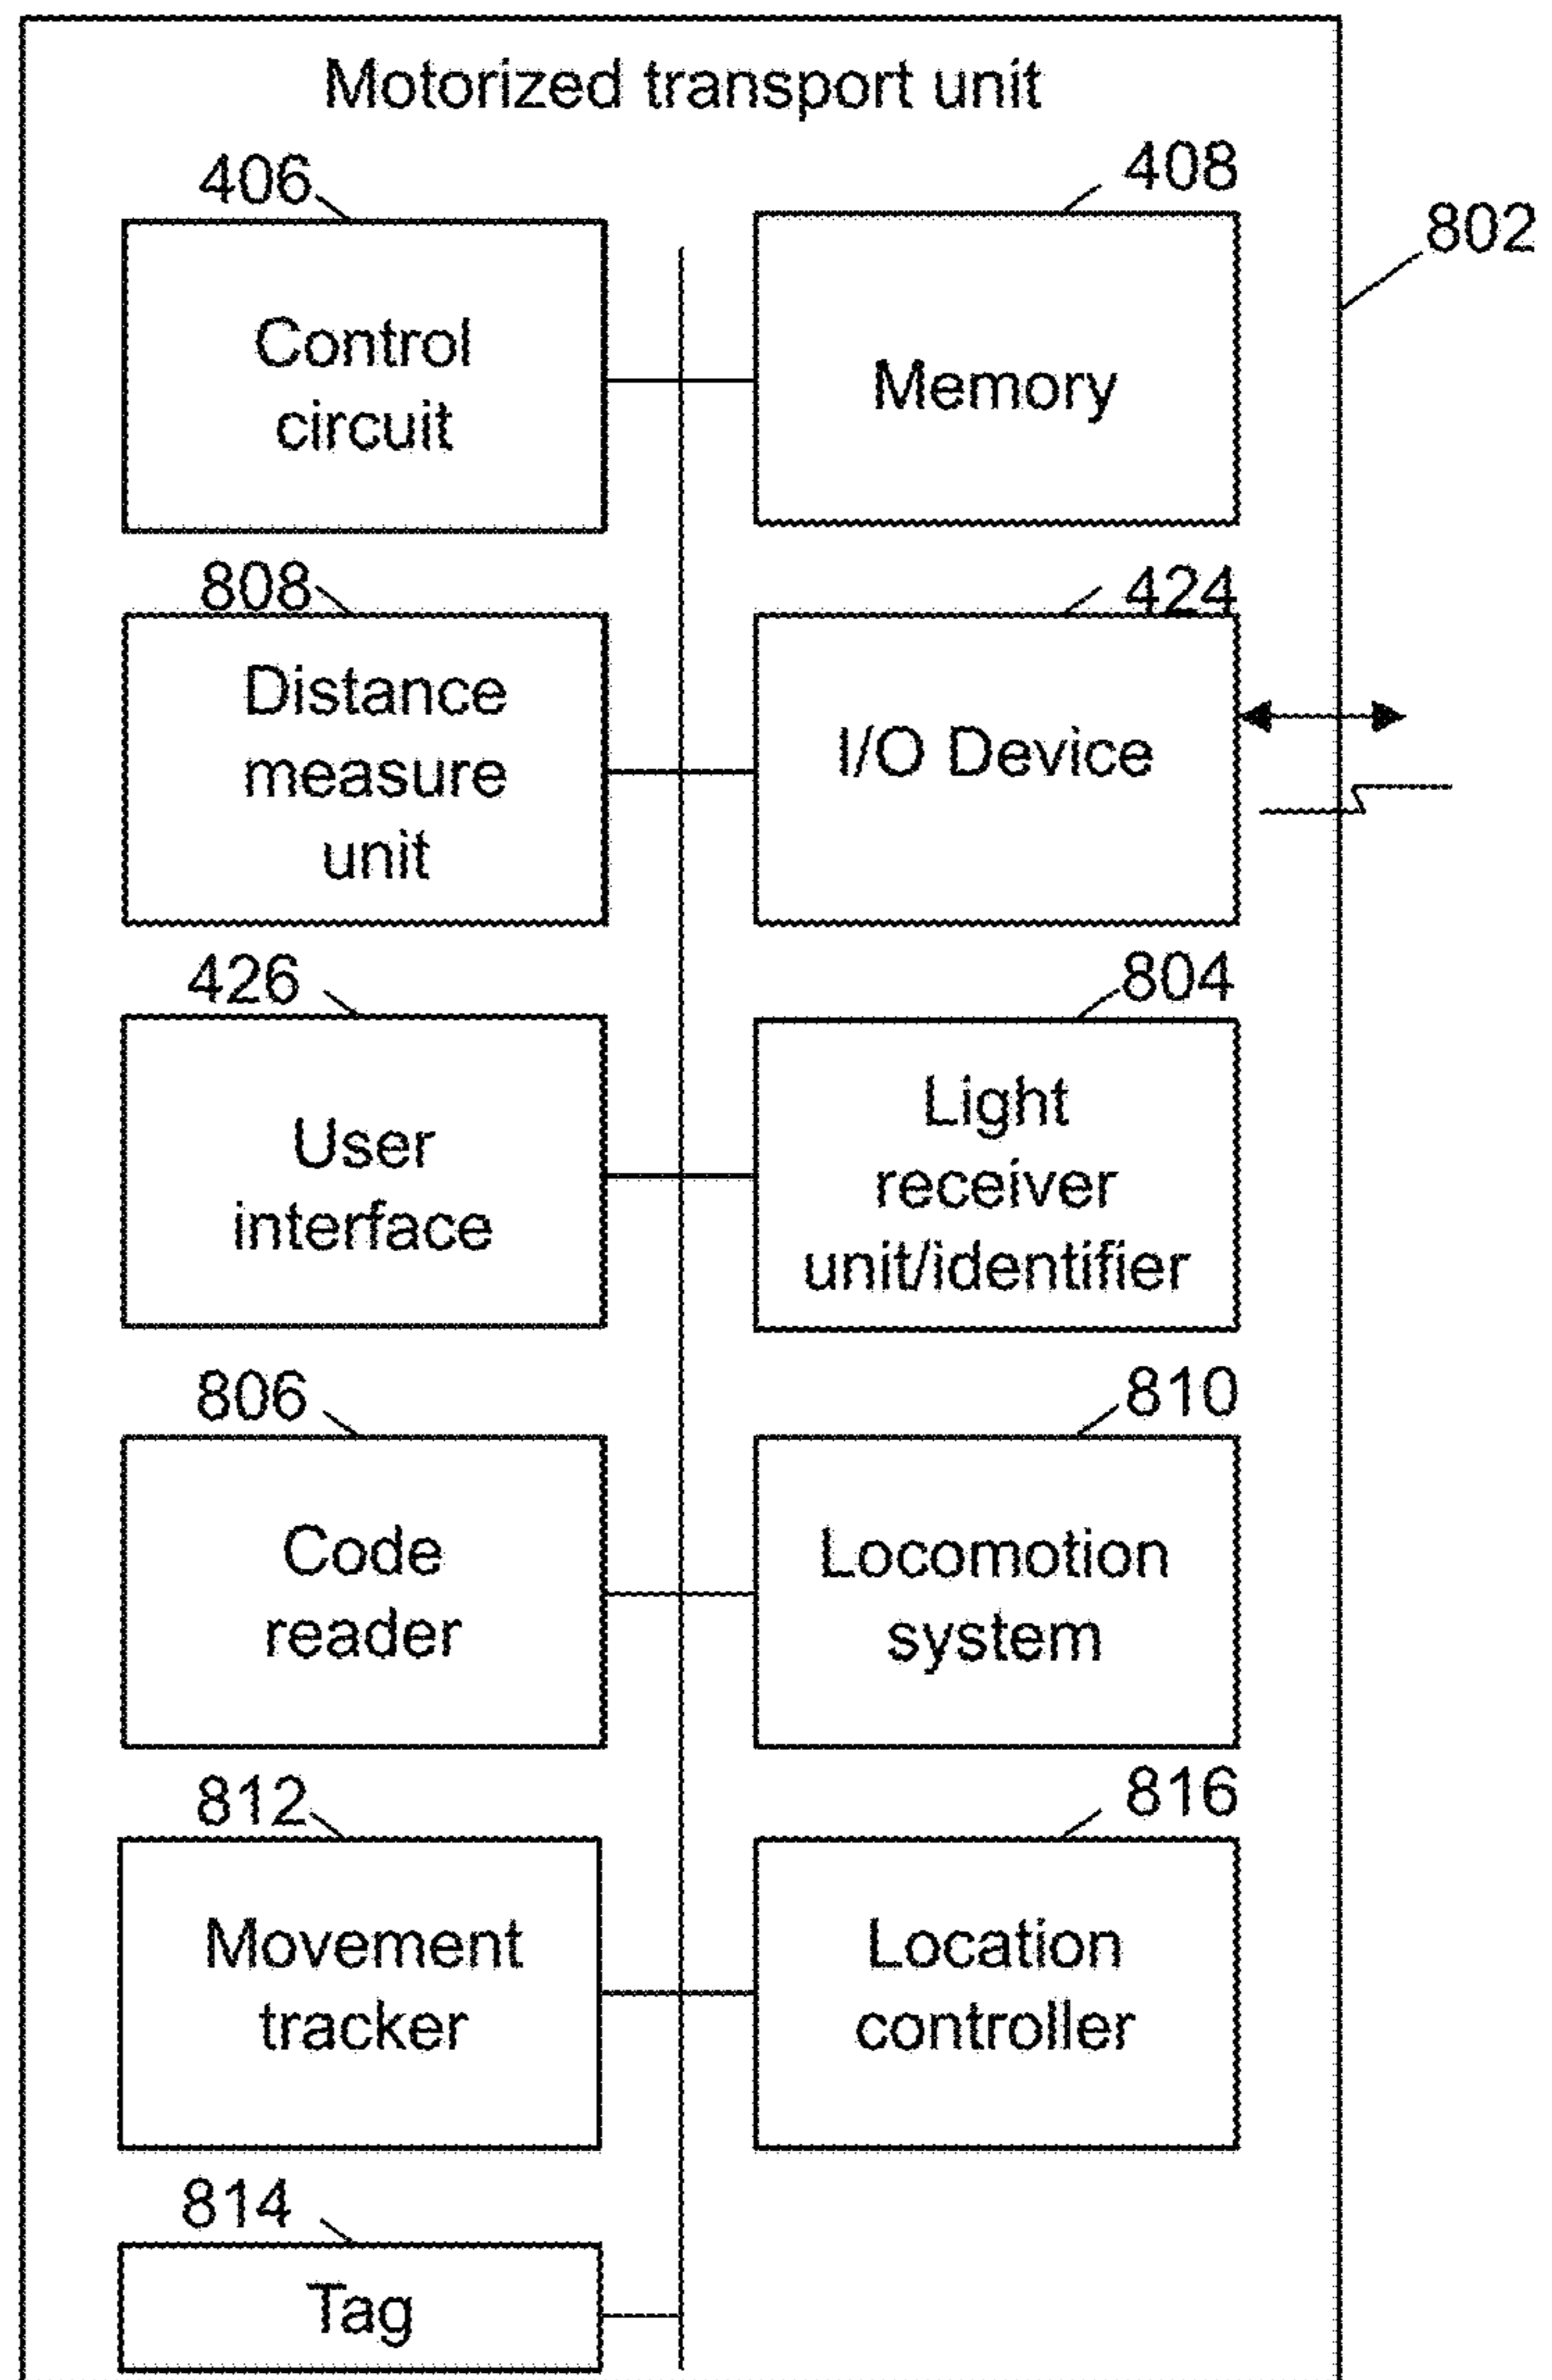 Motorized transport unit
406
408
802
Control
circuit
Memory
808
424
Distance
measure
unit
I/O Device
426
804
User
interface
Light
receiver
unit/identifier
806
810
Code
reader
Locomotion
system
812
816
Movement
tracker
Location
controller
814
Tag